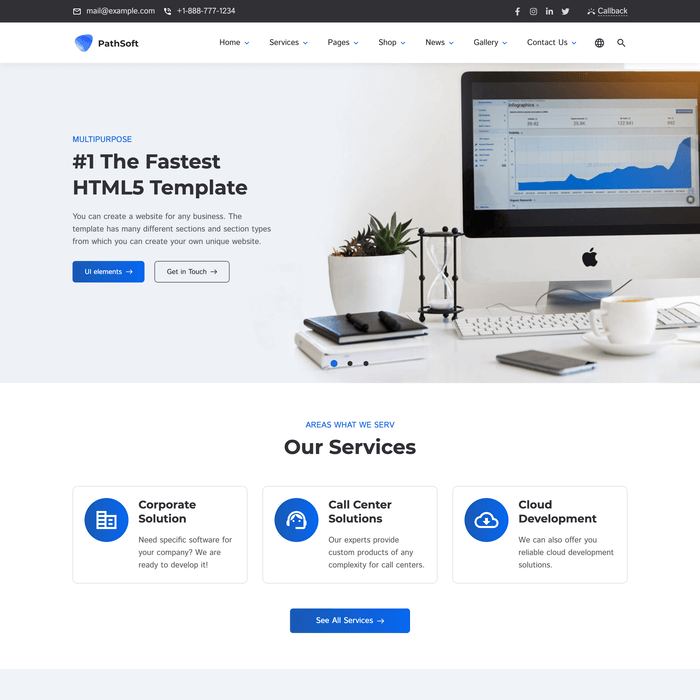 mail@example.com +1-888-777-1234 Callback
PathSoft Home Services Pages Shop News Gallery Contact Us
Infographics
MULTIPURPOSE
#1 The Fastest
HTML5 Template
You can create a website for any business. The
template has many different sections and section types
from which you can create your own unique website.
UI elements → Get in Touch →
AREAS WHAT WE SERV
Our Services
Corporate
Solution
Need specific software for
your company? We are
ready to develop it!
Call Center
Solutions
Our experts provide
custom products of any
complexity for call centers.
Cloud
Development
We can also offer you
reliable cloud development
solutions.
See All Services →